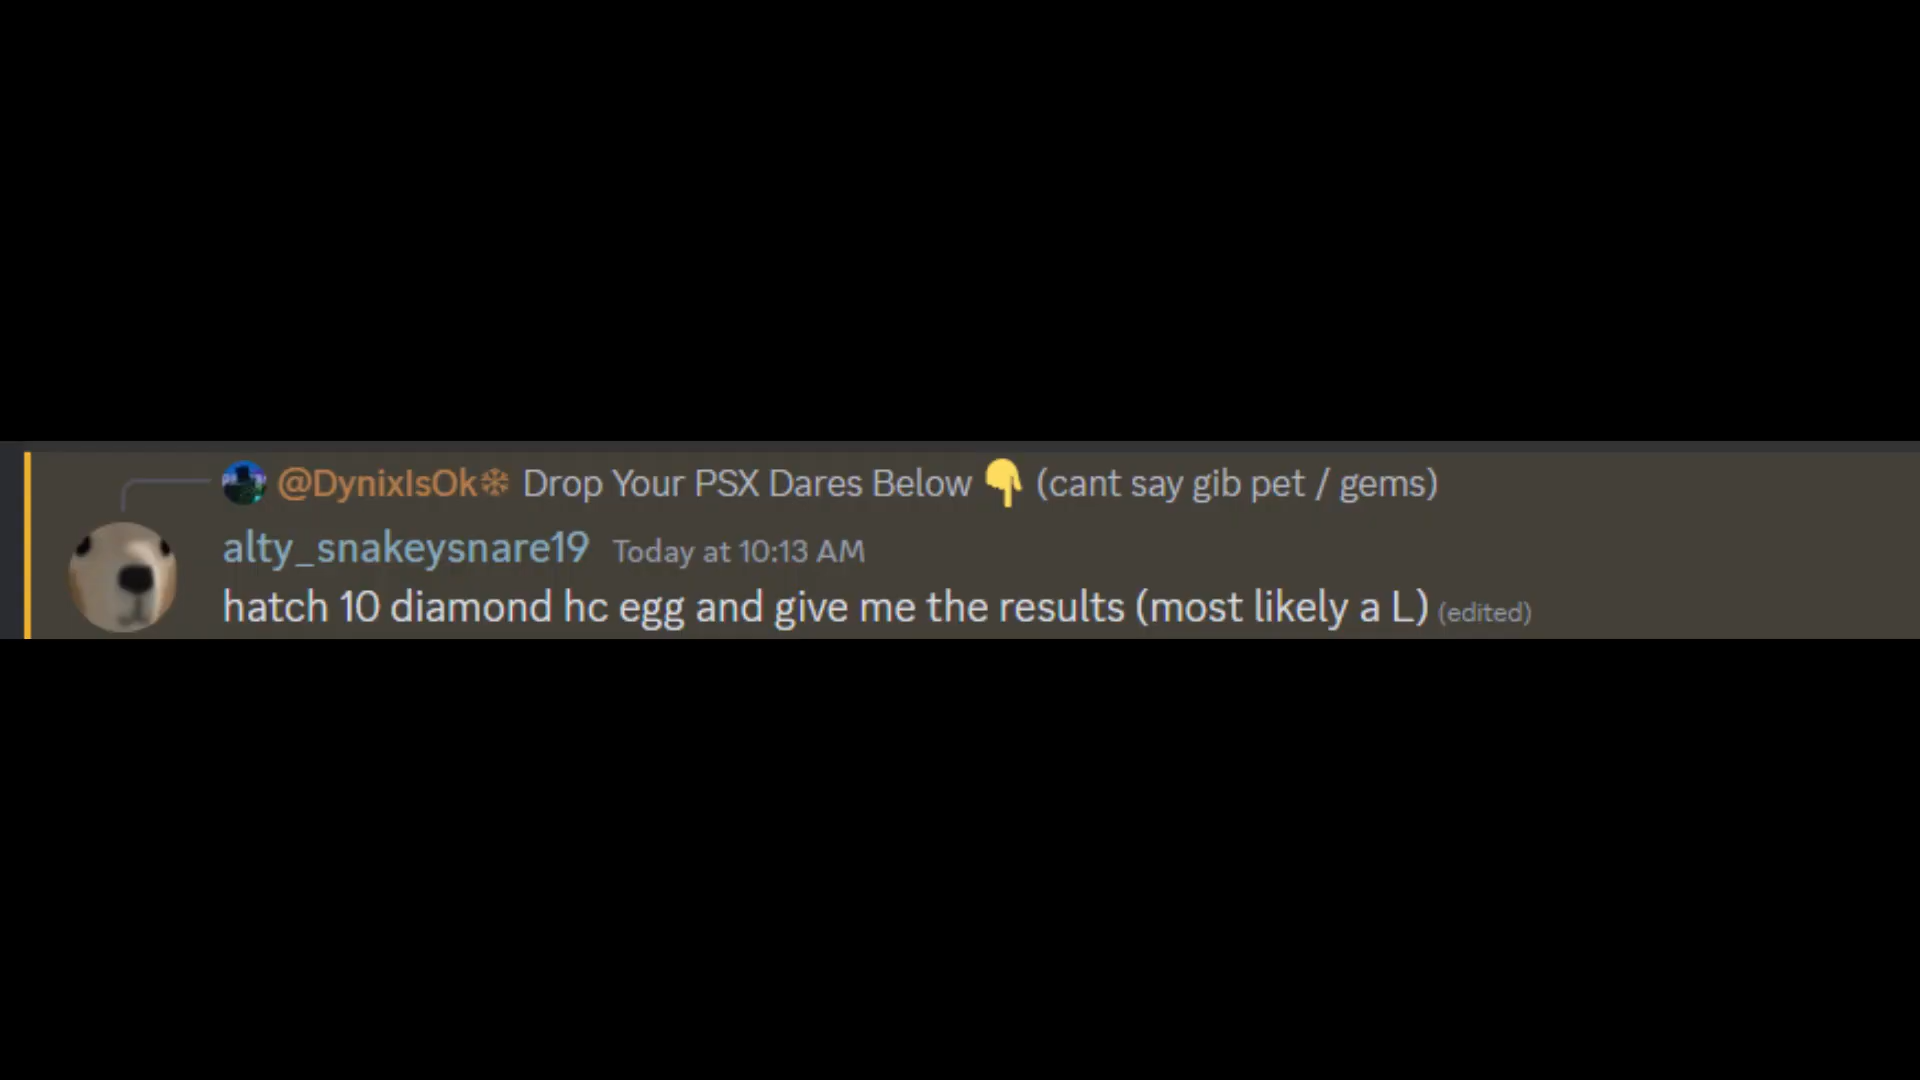 @DynixIsOk❄ Drop Your PSX Dares Below 👇 (cant say gib pet / gems)
alty_snakeysnare19 Today at 10:13 AM
hatch 10 diamond hc egg and give me the results (most likely a L) (edited)